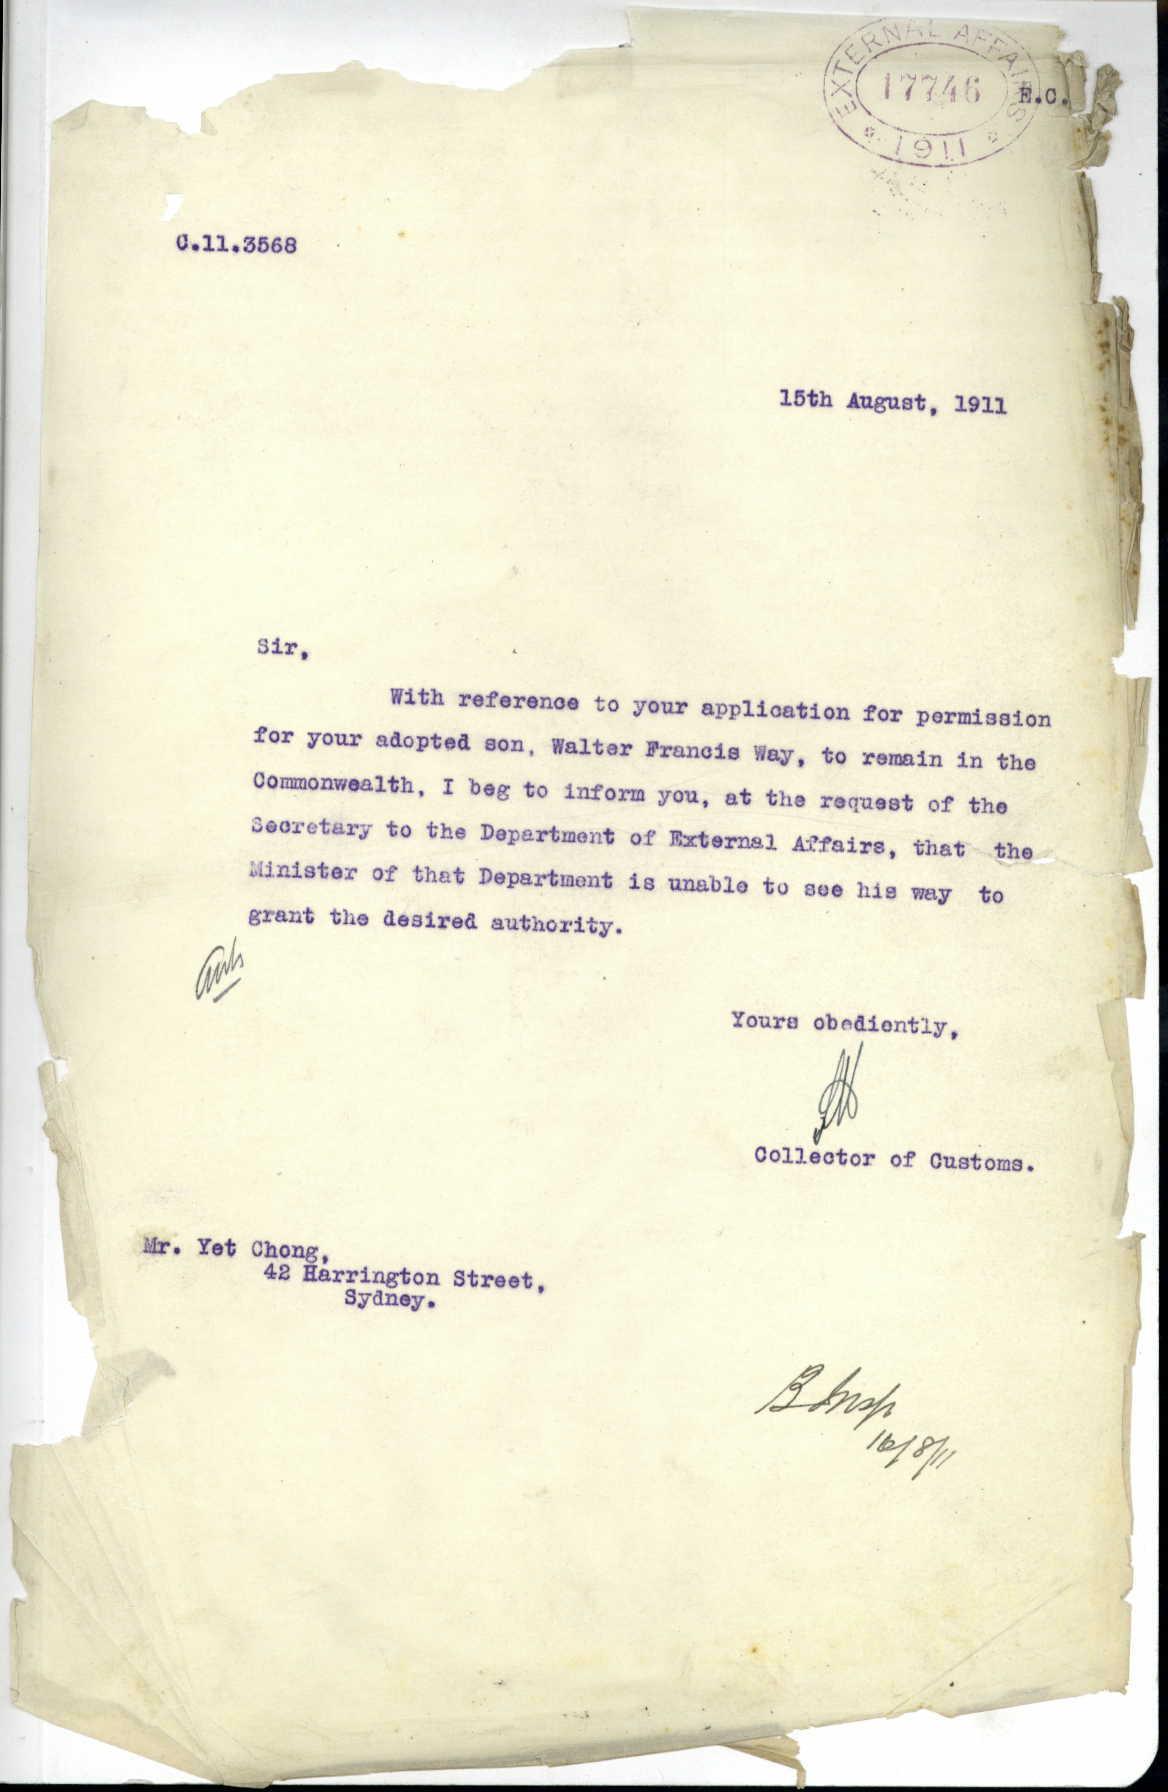 EXTERNAL AFFAIRS
17746
1911
E.C.
C.11.3568
15th August, 1911
Sir,
With reference to your application for permission
for your adopted son, Walter Francis Way, to remain in the
Commonwealth, I beg to inform you, at the request of the
Secretary to the Department of External Affairs, that the
Minister of that Department is unable to see his way to
grant the desired authority.
Yours obediently,
Collector of Customs.
Mr. Yet Chong,
42 Harrington Street,
Sydney.